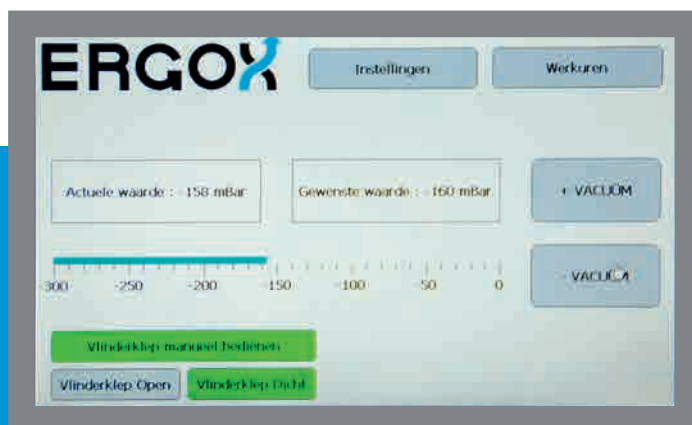 ERGOX
Instellingen
Werkuren
Actuele waarde : -158 mBar
Gewenste waarde : -160 mBar
+ VACUÜM
-300 -250 -200 -150 -100 -50 0
- VACUÜM
Vlinderklep manueel bedienen
Vlinderklep Open
Vlinderklep Dicht